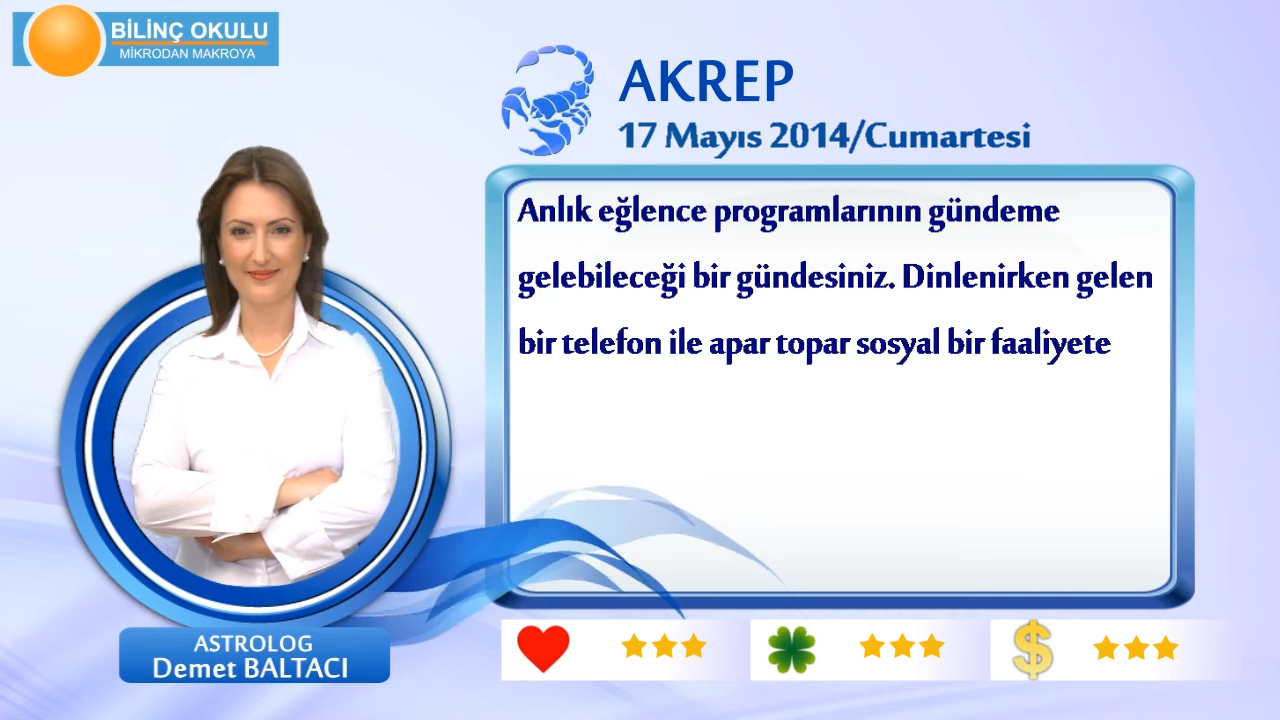 BİLİNÇ OKULU
MİKRODAN MAKROYA
AKREP
17 Mayıs 2014/Cumartesi
Anlık eğlence programlarının gündeme
gelebileceği bir gündesiniz. Dinlenirken gelen
bir telefon ile apar topar sosyal bir faaliyete
ASTROLOG
Demet BALTACI